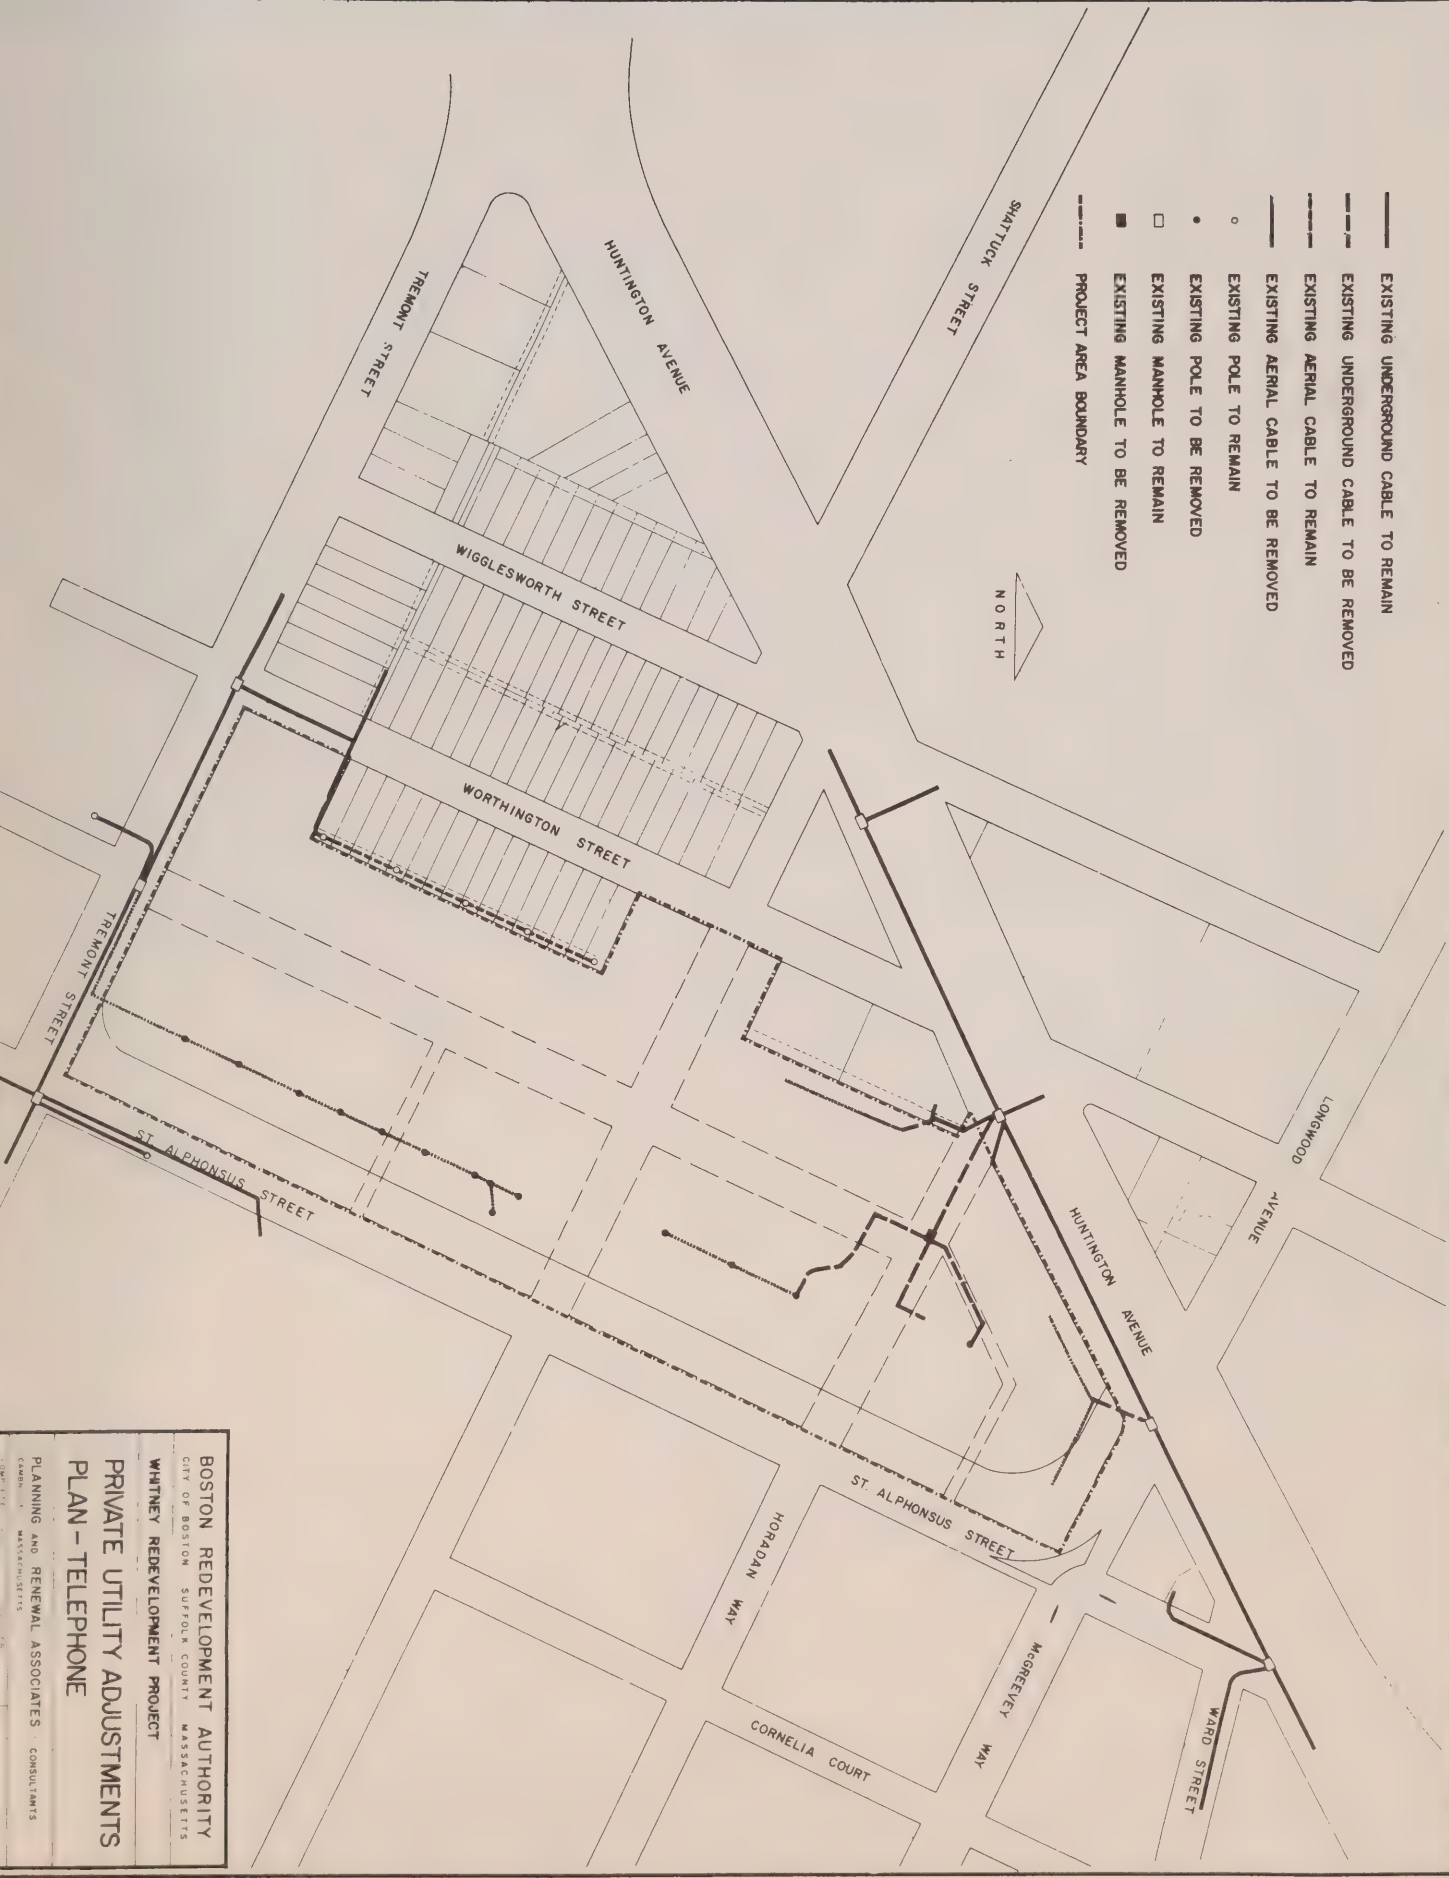 EXISTING UNDERGROUND CABLE TO REMAIN
EXISTING UNDERGROUND CABLE TO BE REMOVED
EXISTING AERIAL CABLE TO REMAIN
EXISTING AERIAL CABLE TO BE REMOVED
EXISTING POLE TO REMAIN
EXISTING POLE TO BE REMOVED
EXISTING MANHOLE TO REMAIN
EXISTING MANHOLE TO BE REMOVED
PROJECT AREA BOUNDARY
NORTH
SHATTUCK STREET
HUNTINGTON AVENUE
TREMONT STREET
WIGGLESWORTH STREET
WORTHINGTON STREET
TREMONT STREET
ST. ALPHONSUS STREET
LONGWOOD AVENUE
HUNTINGTON AVENUE
ST. ALPHONSUS STREET
HORADAN WAY
McGREEVEY WAY
CORNELIA COURT
WARD STREET
BOSTON REDEVELOPMENT AUTHORITY
CITY OF BOSTON SUFFOLK COUNTY MASSACHUSETTS
WHITNEY REDEVELOPMENT PROJECT
PRIVATE UTILITY ADJUSTMENTS
PLAN - TELEPHONE
PLANNING AND RENEWAL ASSOCIATES · CONSULTANTS
MASSACHUSETTS